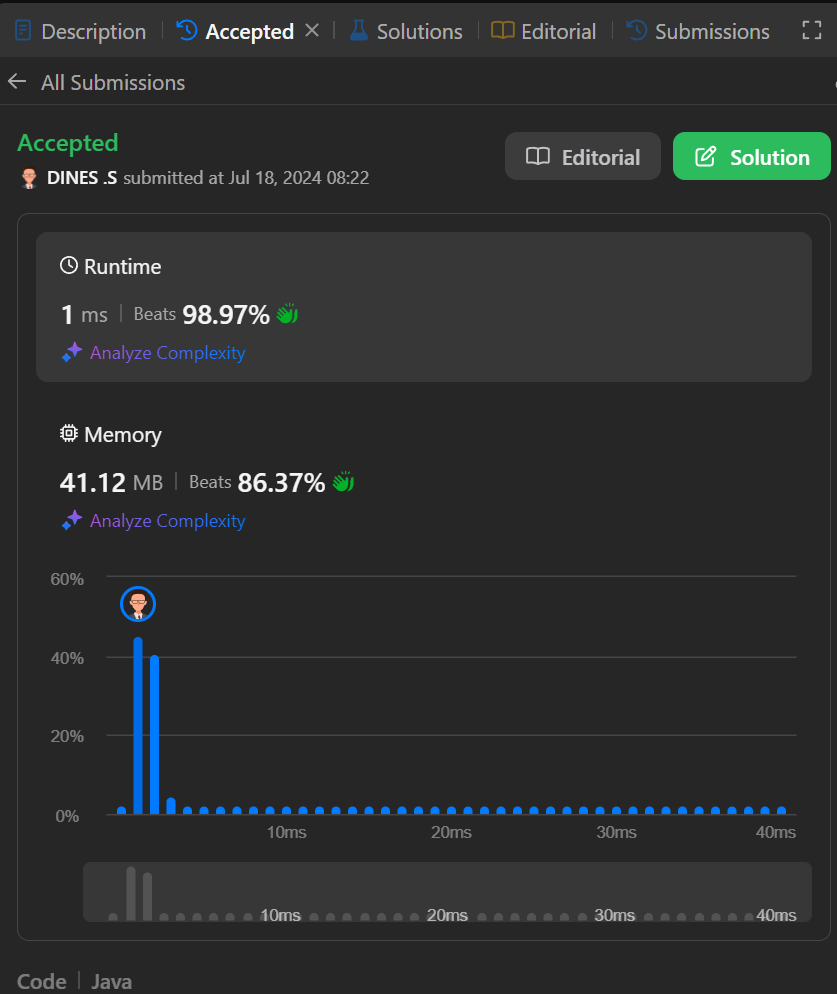 Description Accepted Solutions Editorial Submissions
All Submissions
Accepted
Editorial Solution
DINES .S submitted at Jul 18, 2024 08:22
Runtime
1 ms Beats 98.97%
Analyze Complexity
Memory
41.12 MB Beats 86.37%
Analyze Complexity
60%
40%
20%
0%
10ms 20ms 30ms 40ms
10ms 20ms 30ms 40ms
Code Java